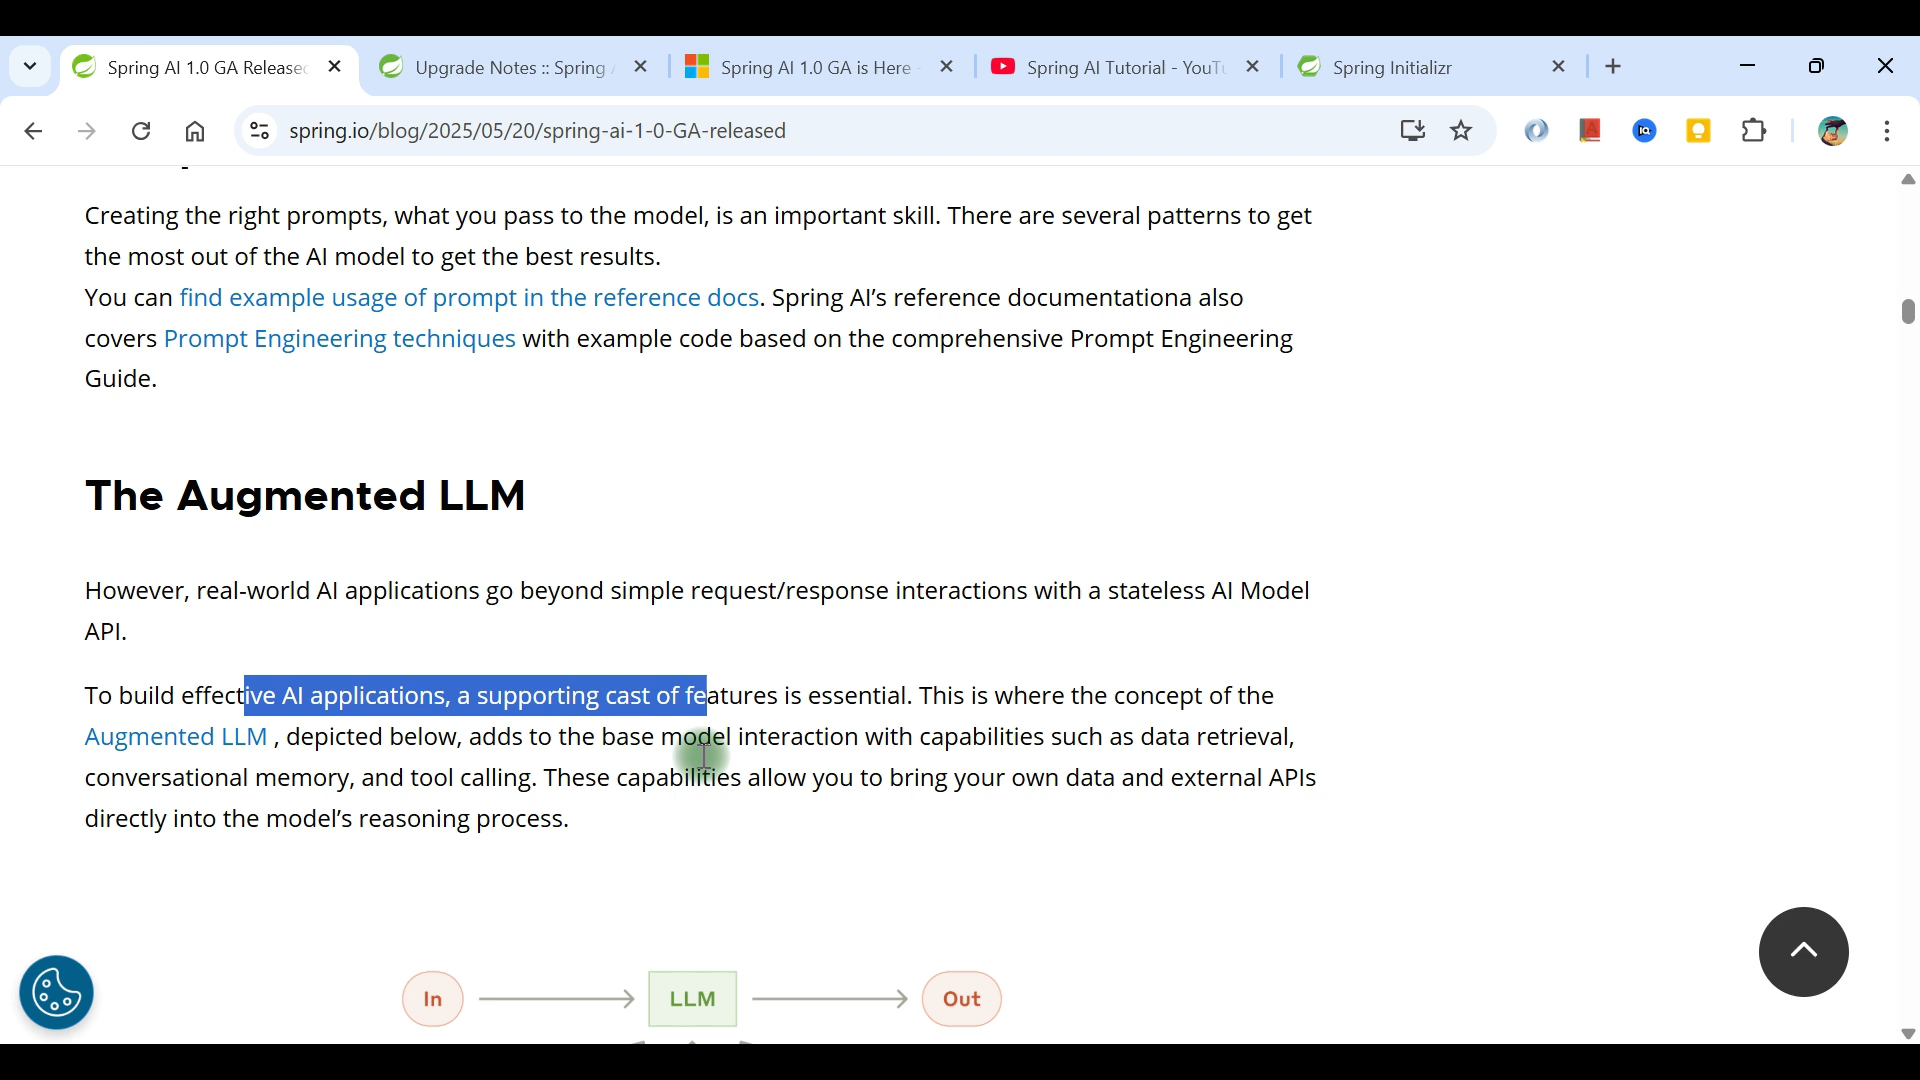 Spring AI 1.0 GA Released
Upgrade Notes :: Spring
Spring AI 1.0 GA is Here
Spring AI Tutorial - YouTu
Spring Initializr
spring.io/blog/2025/05/20/spring-ai-1-0-GA-released
Creating the right prompts, what you pass to the model, is an important skill. There are several patterns to get
the most out of the AI model to get the best results.
You can find example usage of prompt in the reference docs. Spring AI's reference documentationa also
covers Prompt Engineering techniques with example code based on the comprehensive Prompt Engineering
Guide.
The Augmented LLM
However, real-world AI applications go beyond simple request/response interactions with a stateless AI Model
API.
To build effective AI applications, a supporting cast of features is essential. This is where the concept of the
Augmented LLM , depicted below, adds to the base model interaction with capabilities such as data retrieval,
conversational memory, and tool calling. These capabilities allow you to bring your own data and external APIs
directly into the model's reasoning process.
In
LLM
Out